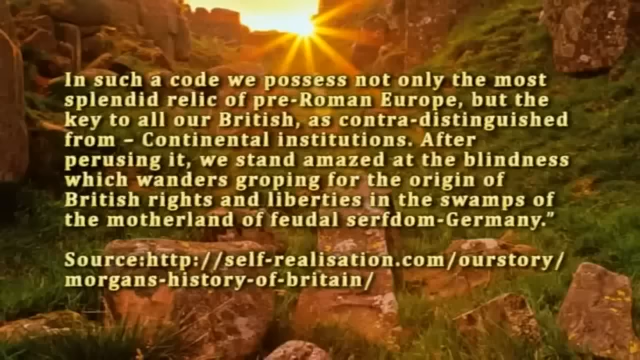 In such a code we possess not only the most
splendid relic of pre-Roman Europe, but the
key to all our British, as contra-distinguished
from – Continental institutions. After
perusing it, we stand amazed at the blindness
which wanders groping for the origin of
British rights and liberties in the swamps of
the motherland of feudal serfdom-Germany.”
Source:http://self-realisation.com/ourstory/
morgans-history-of-britain/